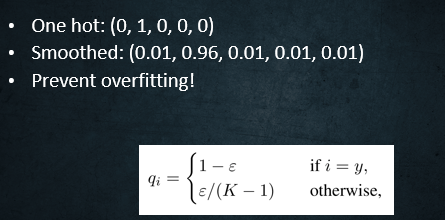 • One hot: (0, 1, 0, 0, 0)
• Smoothed: (0.01, 0.96, 0.01, 0.01, 0.01)
• Prevent overfitting!
qᵢ = { 1 − ε if i = y,
ε/(K − 1) otherwise,